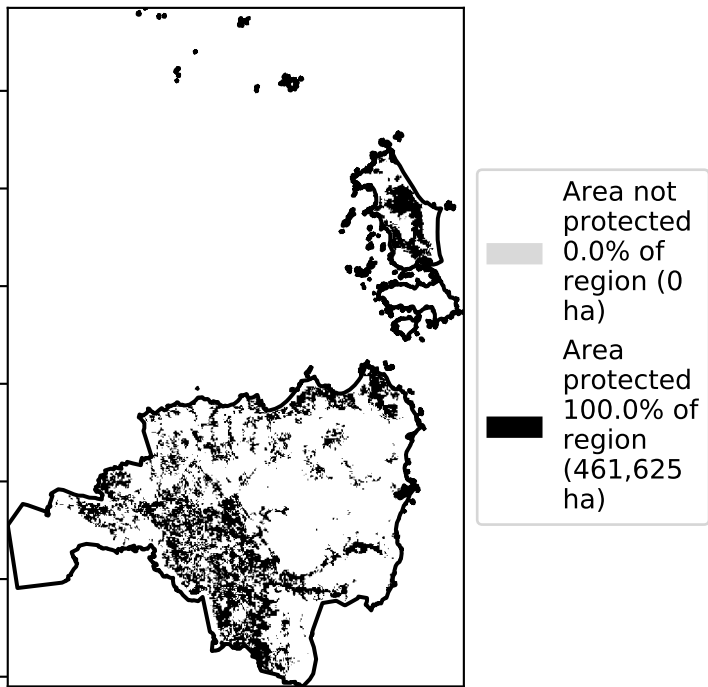 Area not
protected
0.0% of
region (0
ha)
Area
protected
100.0% of
region
(461,625
ha)